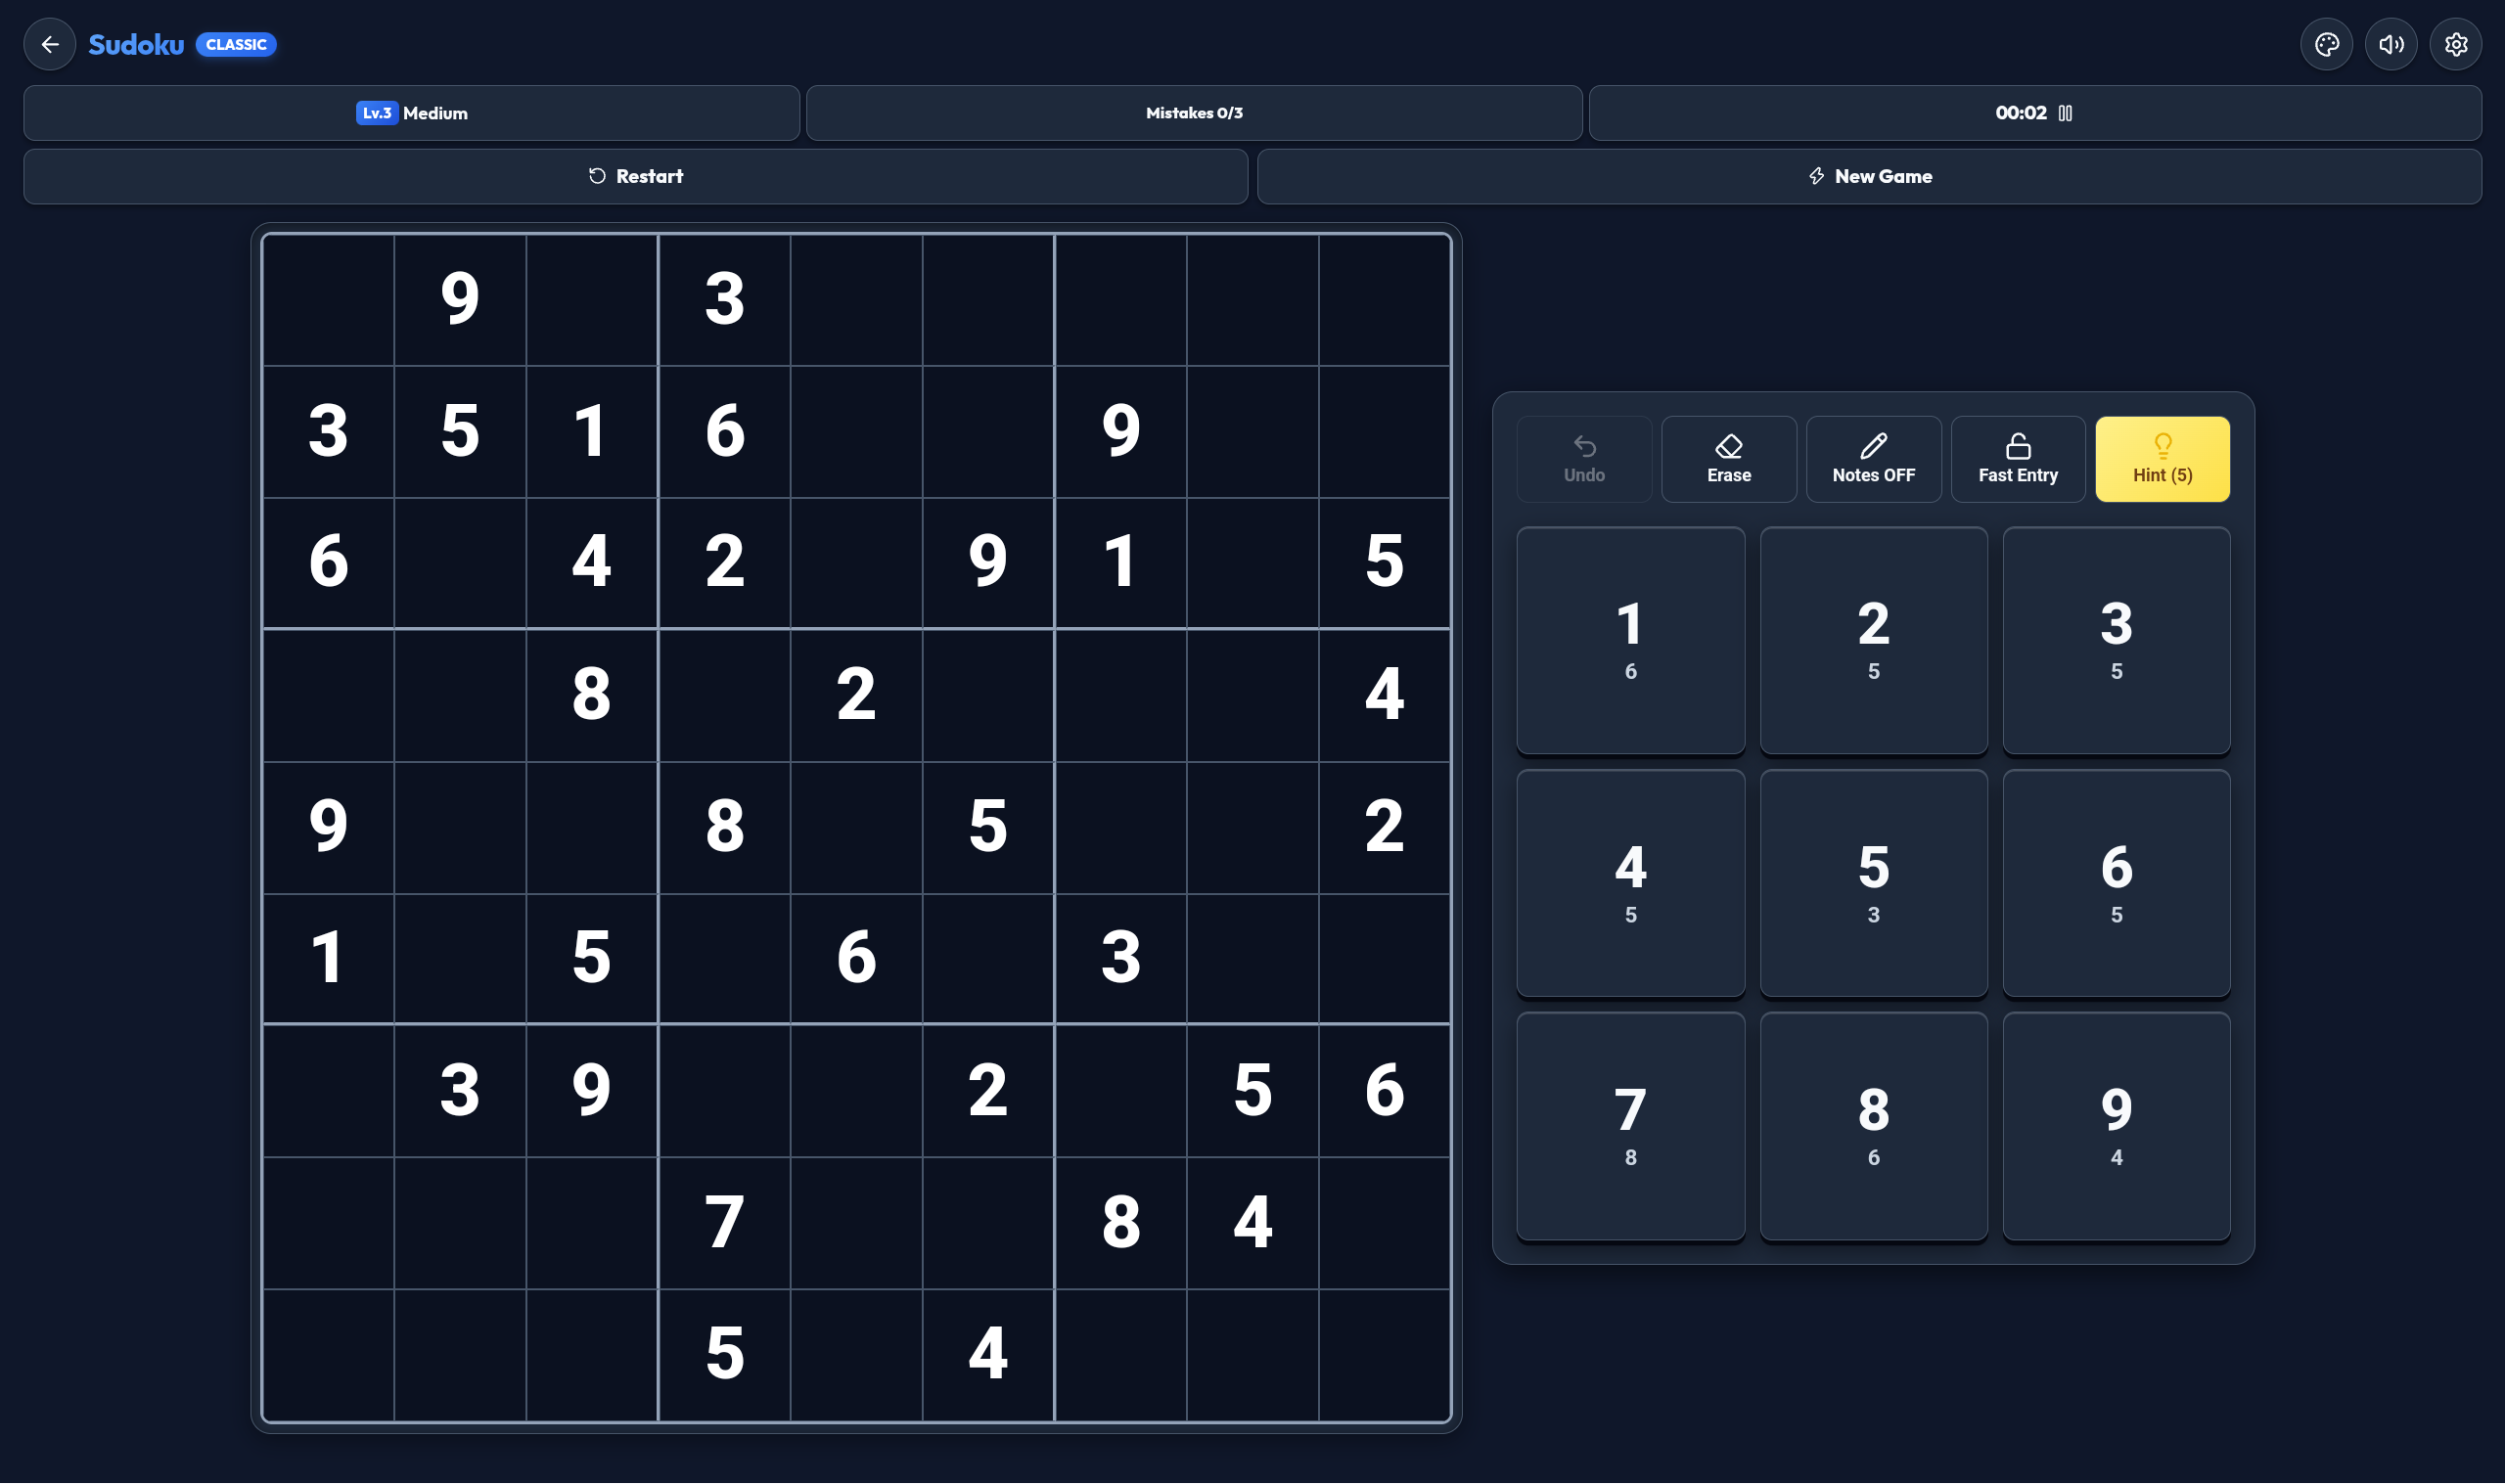 Sudoku CLASSIC
Lv.3 Medium
Mistakes 0/3
00:02
Restart
New Game
9 3
3 5 1 6 9
6 4 2 9 1 5
8 2 4
9 8 5 2
1 5 6 3
3 9 2 5 6
7 8 4
5 4
Undo
Erase
Notes OFF
Fast Entry
Hint (5)
1 2 3
6 5 5
4 5 6
5 3 5
7 8 9
8 6 4